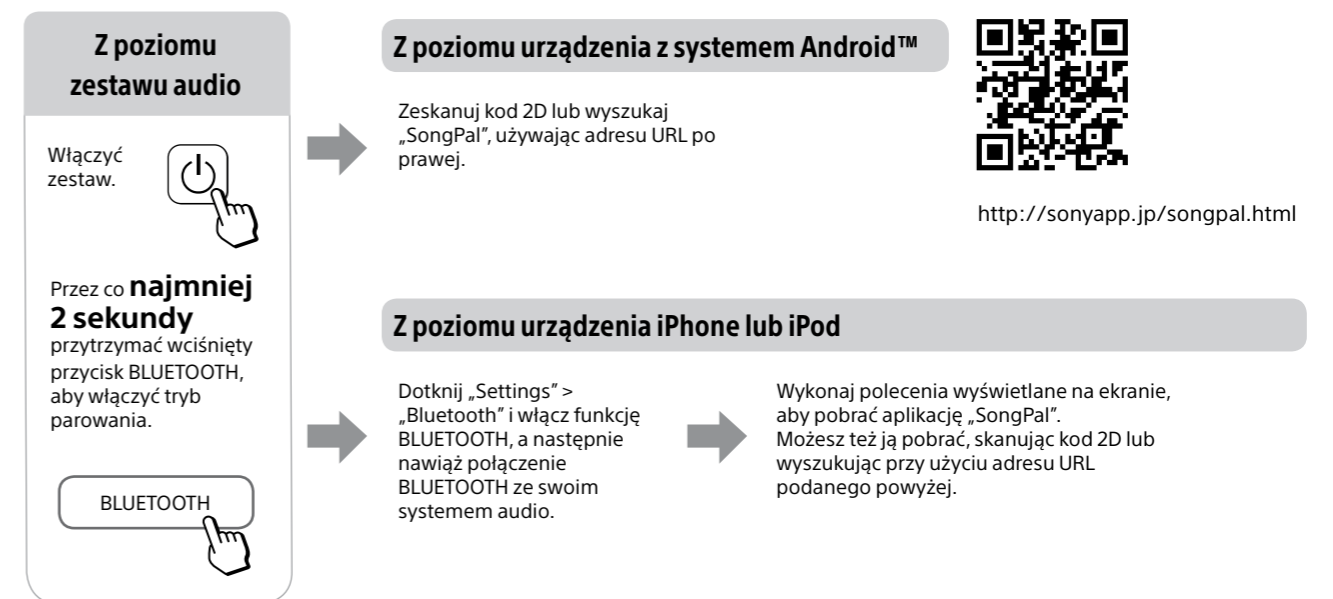 Z poziomu
zestawu audio
Włączyć
zestaw.
Przez co najmniej
2 sekundy
przytrzymać wciśnięty
przycisk BLUETOOTH,
aby włączyć tryb
parowania.
BLUETOOTH
Z poziomu urządzenia z systemem Android™
Zeskanuj kod 2D lub wyszukaj
„SongPal”, używając adresu URL po
prawej.
http://sonyapp.jp/songpal.html
Z poziomu urządzenia iPhone lub iPod
Dotknij „Settings” >
„Bluetooth” i włącz funkcję
BLUETOOTH, a następnie
nawiąż połączenie
BLUETOOTH ze swoim
systemem audio.
Wykonaj polecenia wyświetlane na ekranie,
aby pobrać aplikację „SongPal”.
Możesz też ją pobrać, skanując kod 2D lub
wyszukując przy użyciu adresu URL
podanego powyżej.